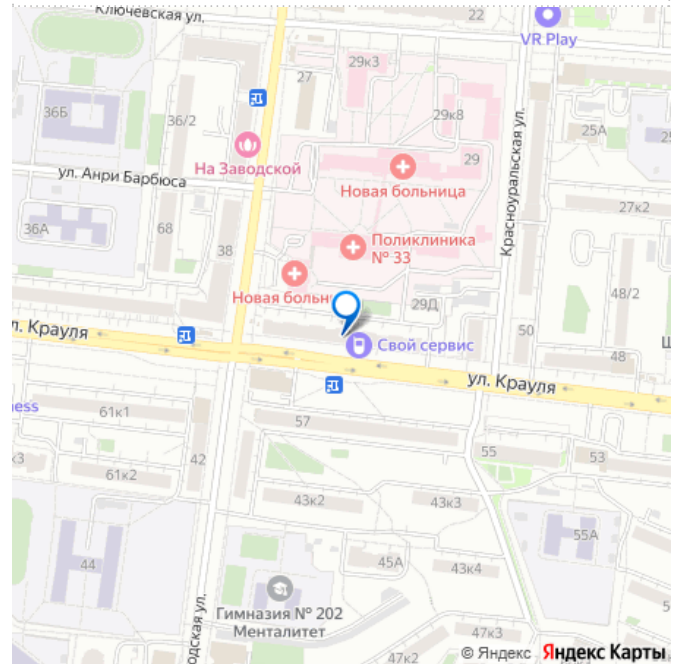 Ключевская ул.
22
VR Play
29к3
27
36Б
36/2
29к8
25А
На Заводской
29
Новая больница
ул. Анри Барбюса
Красноуральская ул.
27к2
36А
68
38
Поликлиника
№ 33
29Д
48/2
50
Свой сервис
48
л. Крауля
ул. Крауля
ness
61к1
57
55
53
к3
61к2
42
43к2
43к3
55А
44
45А
43к4
Гимназия № 202
Менталитет
47к3
47к2
одская ул.
© Яндекс Яндекс Карты